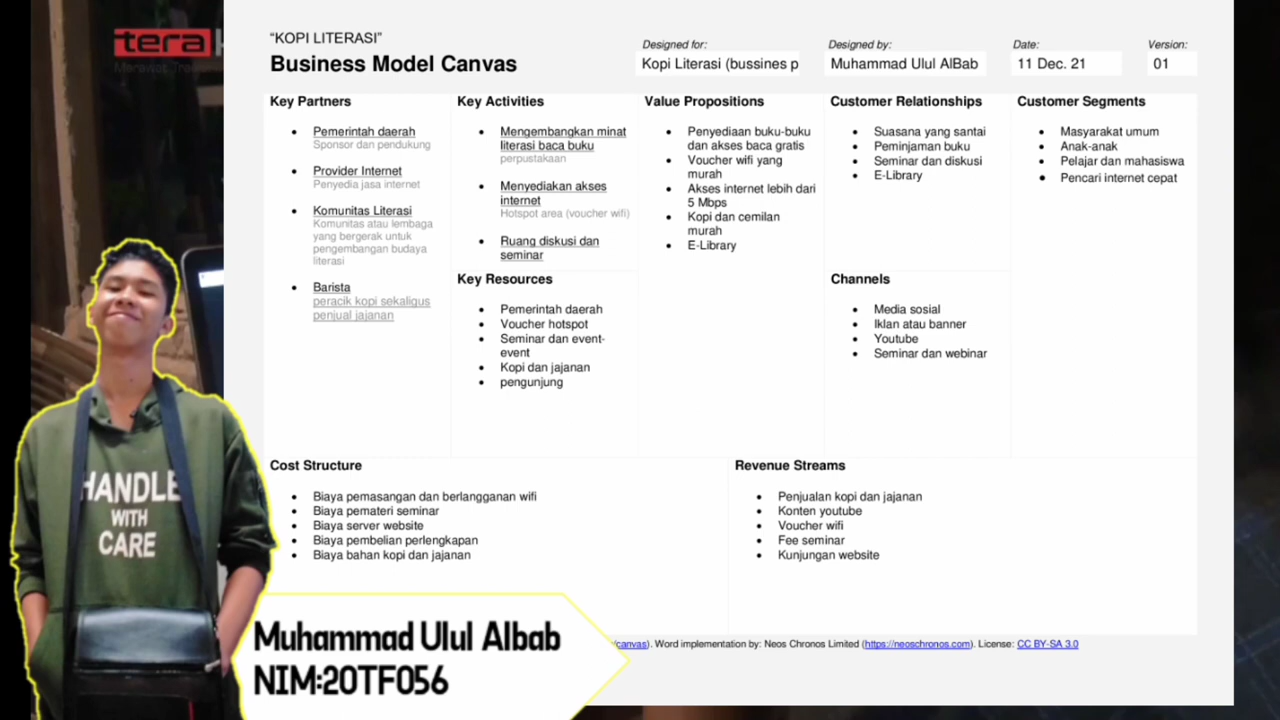 tera
"KOPI LITERASI"
Business Model Canvas
Designed for:
Kopi Literasi (bussines p
Designed by:
Muhammad Ulul AlBab
Date:
11 Dec. 21
Version:
01
Key Partners
• Pemerintah daerah
Sponsor dan pendukung
• Provider Internet
Penyedia jasa internet
• Komunitas Literasi
Komunitas atau lembaga
yang bergerak untuk
pengembangan budaya
literasi
• Barista
peracik kopi sekaligus
penjual jajanan
Key Activities
• Mengembangkan minat
literasi baca buku
perpustakaan
• Menyediakan akses
internet
Hotspot area (voucher wifi)
• Ruang diskusi dan
seminar
Key Resources
• Pemerintah daerah
• Voucher hotspot
• Seminar dan event-
event
• Kopi dan jajanan
• pengunjung
Value Propositions
• Penyediaan buku-buku
dan akses baca gratis
• Voucher wifi yang
murah
• Akses internet lebih dari
5 Mbps
• Kopi dan cemilan
murah
• E-Library
Customer Relationships
• Suasana yang santai
• Peminjaman buku
• Seminar dan diskusi
• E-Library
Channels
• Media sosial
• Iklan atau banner
• Youtube
• Seminar dan webinar
Customer Segments
• Masyarakat umum
• Anak-anak
• Pelajar dan mahasiswa
• Pencari internet cepat
Cost Structure
• Biaya pemasangan dan berlangganan wifi
• Biaya pemateri seminar
• Biaya server website
• Biaya pembelian perlengkapan
• Biaya bahan kopi dan jajanan
Revenue Streams
• Penjualan kopi dan jajanan
• Konten youtube
• Voucher wifi
• Fee seminar
• Kunjungan website
/canvas). Word implementation by: Neos Chronos Limited (https://neoschronos.com). License: CC BY-SA 3.0
HANDLE
WITH
CARE
Muhammad Ulul Albab
NIM:20TF056